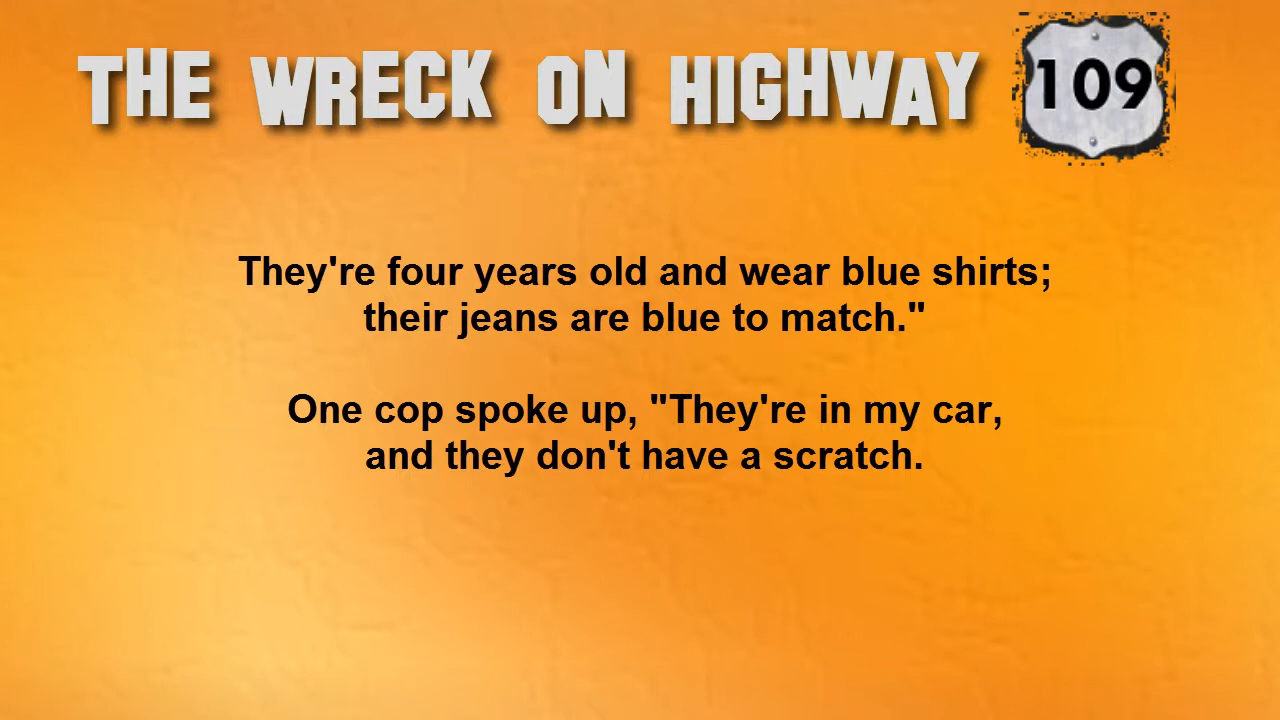 THE WRECK ON HIGHWAY 109
They're four years old and wear blue shirts;
their jeans are blue to match."
One cop spoke up, "They're in my car,
and they don't have a scratch.